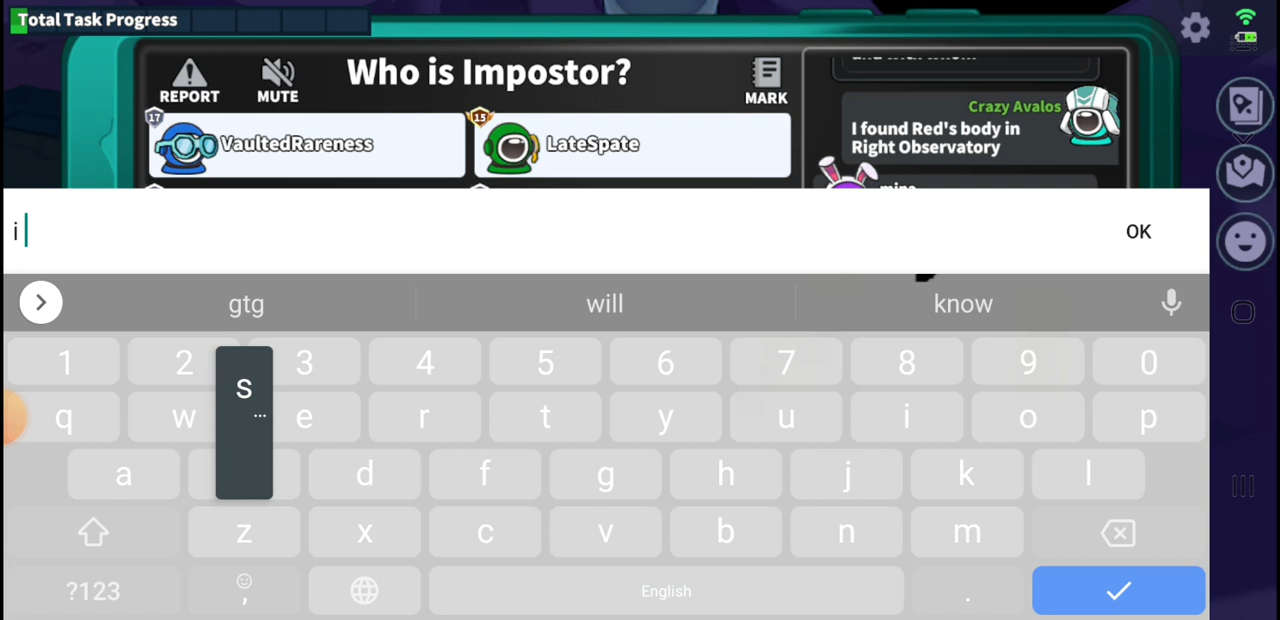 Total Task Progress
Who is Impostor?
REPORT
MUTE
MARK
17
VaultedRareness
15
LateSpate
Crazy Avalos
I found Red's body in
Right Observatory
i
OK
gtg
will
know
1 2 3 4 5 6 7 8 9 0
q w e r t y u i o p
S
...
a d f g h j k l
z x c v b n m
?123
,
English
.